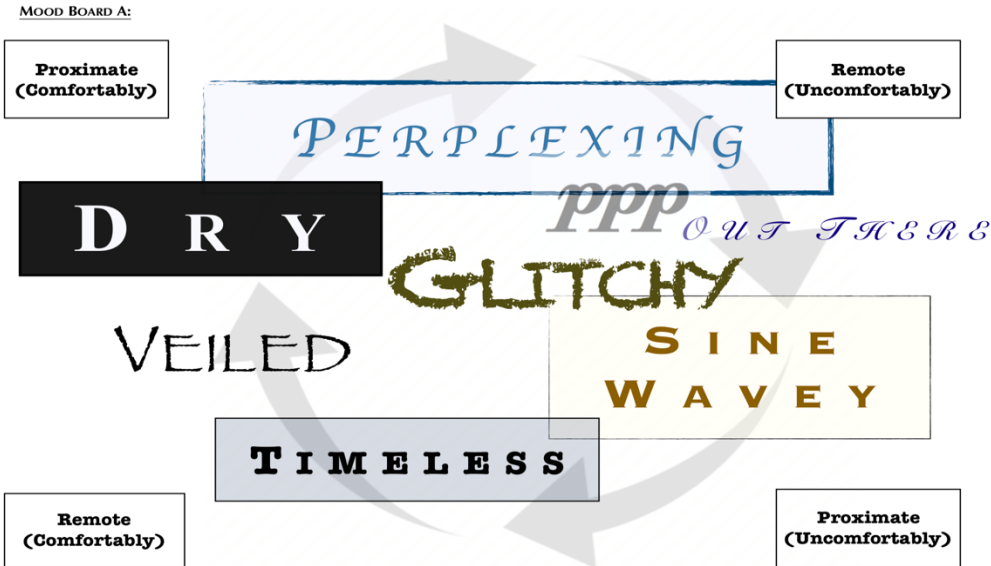 MOOD BOARD A:
Proximate
(Comfortably)
Remote
(Uncomfortably)
PERPLEXING
ppp
DRY
OUT THERE
GLITCHY
VEILED
SINE
WAVEY
TIMELESS
Remote
(Comfortably)
Proximate
(Uncomfortably)